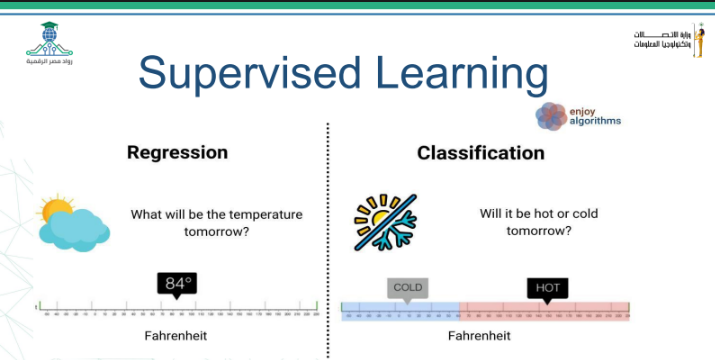 رواد مصر الرقمية
وزارة الاتصــــــــالات
وتكنولوجيا المعلومات
Supervised Learning
enjoy
algorithms
Regression
What will be the temperature
tomorrow?
84°
Fahrenheit
Classification
Will it be hot or cold
tomorrow?
COLD
HOT
Fahrenheit